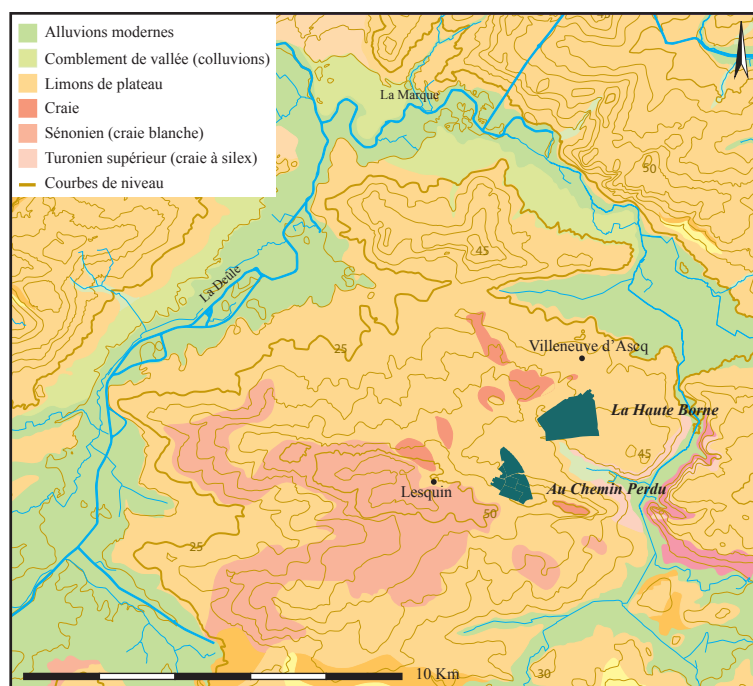 Alluvions modernes
Comblement de vallée (colluvions)
Limons de plateau
Craie
Sénonien (craie blanche)
Turonien supérieur (craie à silex)
Courbes de niveau
45
La Marque
50
45
La Deûle
25
Villeneuve d'Ascq
La Haute Borne
45
Lesquin
Au Chemin Perdu
50
25
10 Km
30